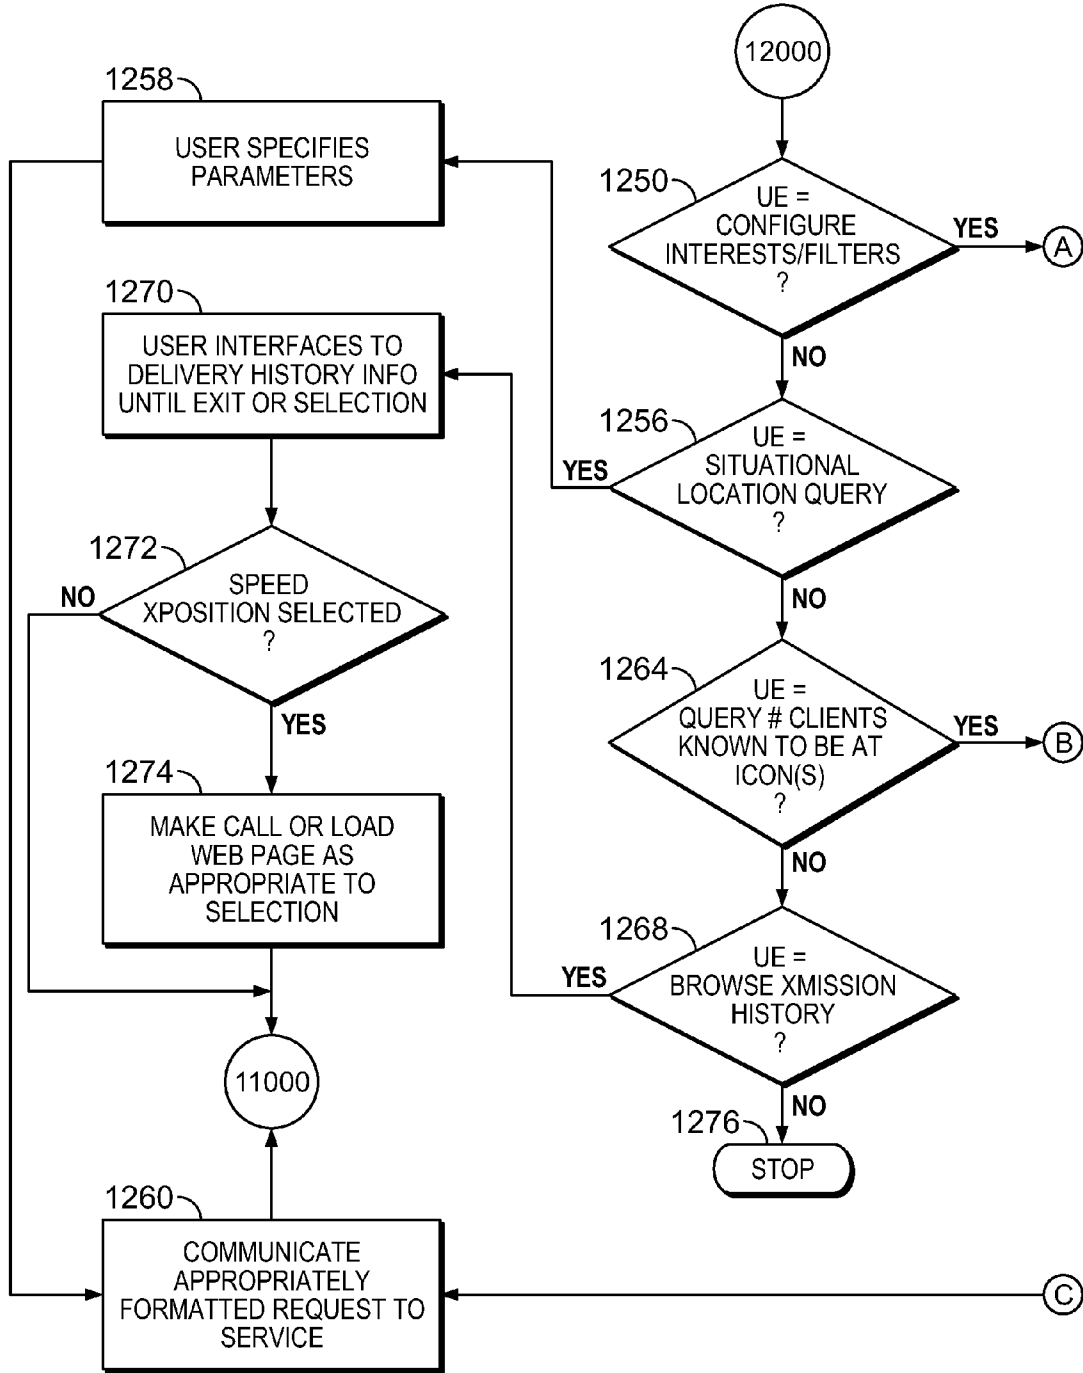 12000
1258
USER SPECIFIES
PARAMETERS
1250
UE =
CONFIGURE
INTERESTS/FILTERS
?
YES
A
NO
1270
USER INTERFACES TO
DELIVERY HISTORY INFO
UNTIL EXIT OR SELECTION
1256
UE =
SITUATIONAL
LOCATION QUERY
?
YES
NO
1272
SPEED
XPOSITION SELECTED
?
NO
YES
1264
UE =
QUERY # CLIENTS
KNOWN TO BE AT
ICON(S)
?
YES
B
NO
1274
MAKE CALL OR LOAD
WEB PAGE AS
APPROPRIATE TO
SELECTION
1268
UE =
BROWSE XMISSION
HISTORY
?
YES
NO
11000
1276
STOP
1260
COMMUNICATE
APPROPRIATELY
FORMATTED REQUEST TO
SERVICE
C